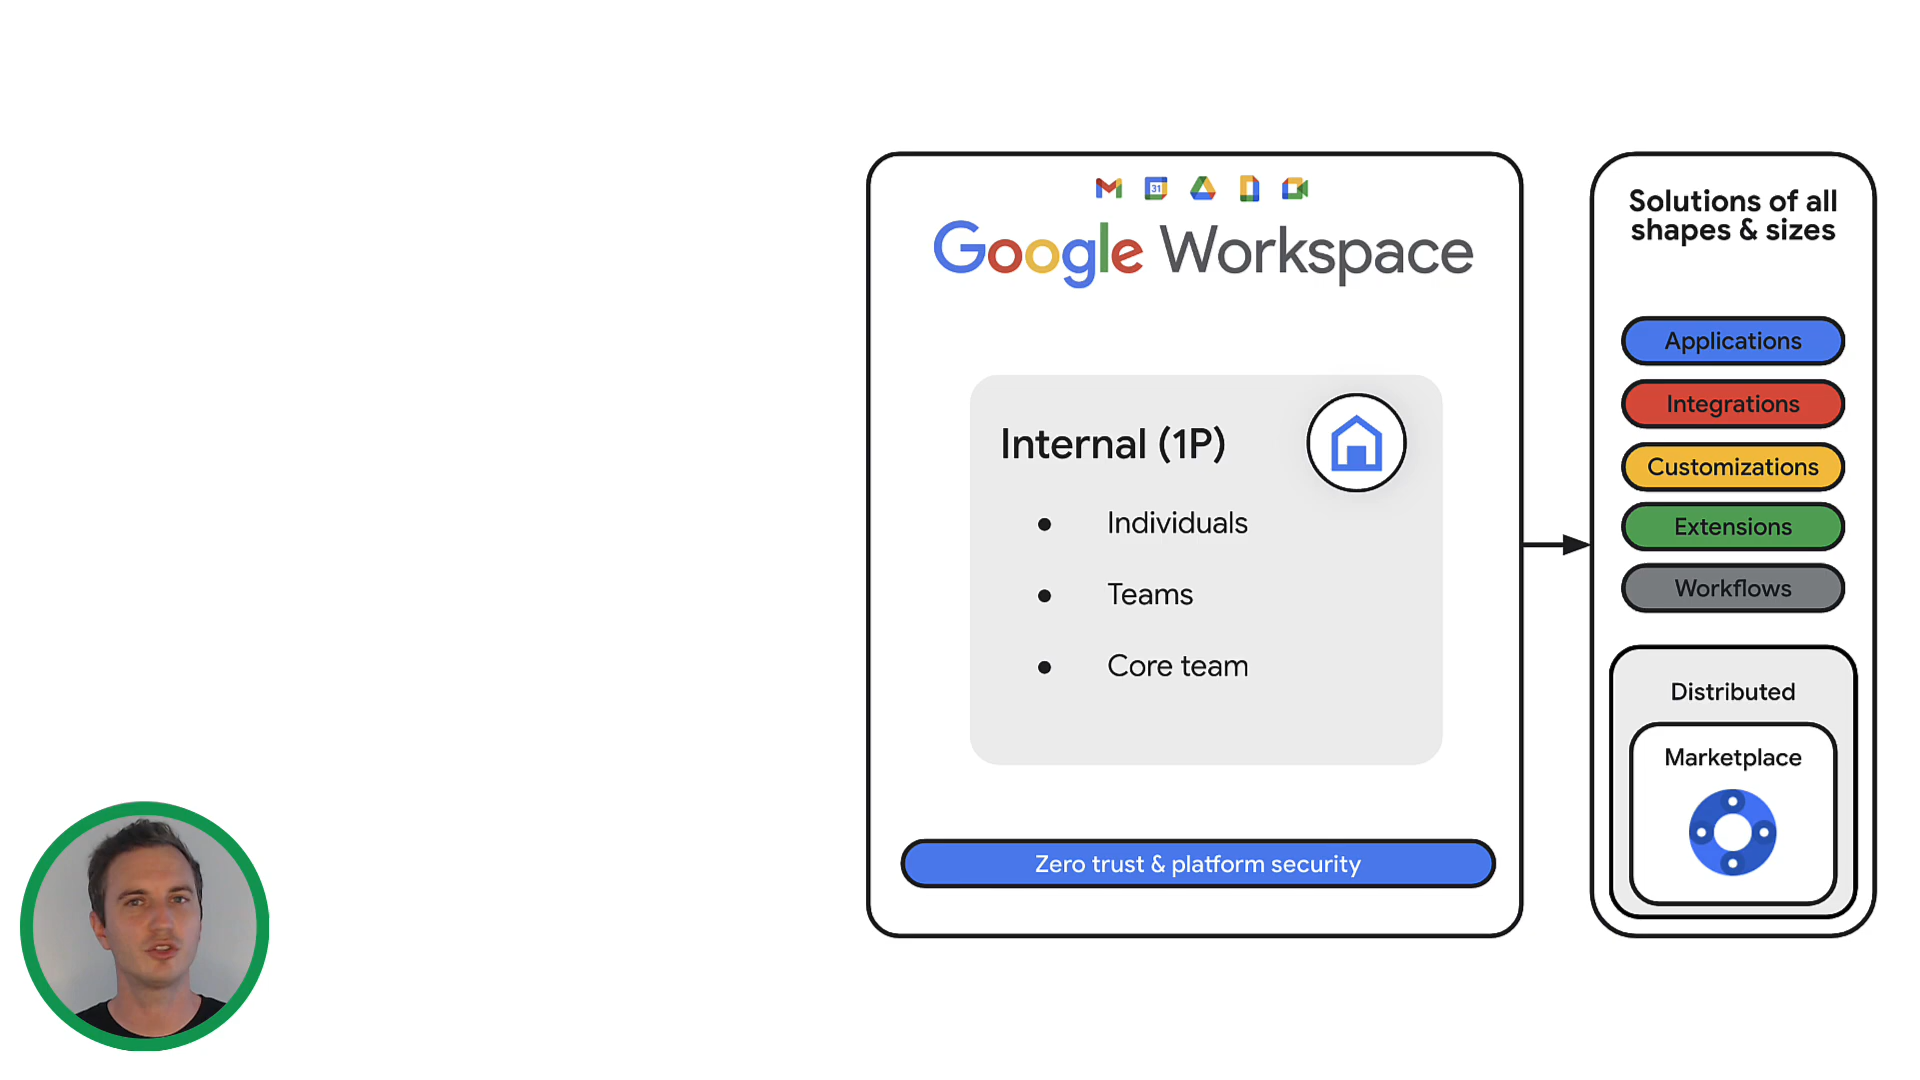 31
Google Workspace
Internal (1P)
● Individuals
● Teams
● Core team
Zero trust & platform security
Solutions of all
shapes & sizes
Applications
Integrations
Customizations
Extensions
Workflows
Distributed
Marketplace